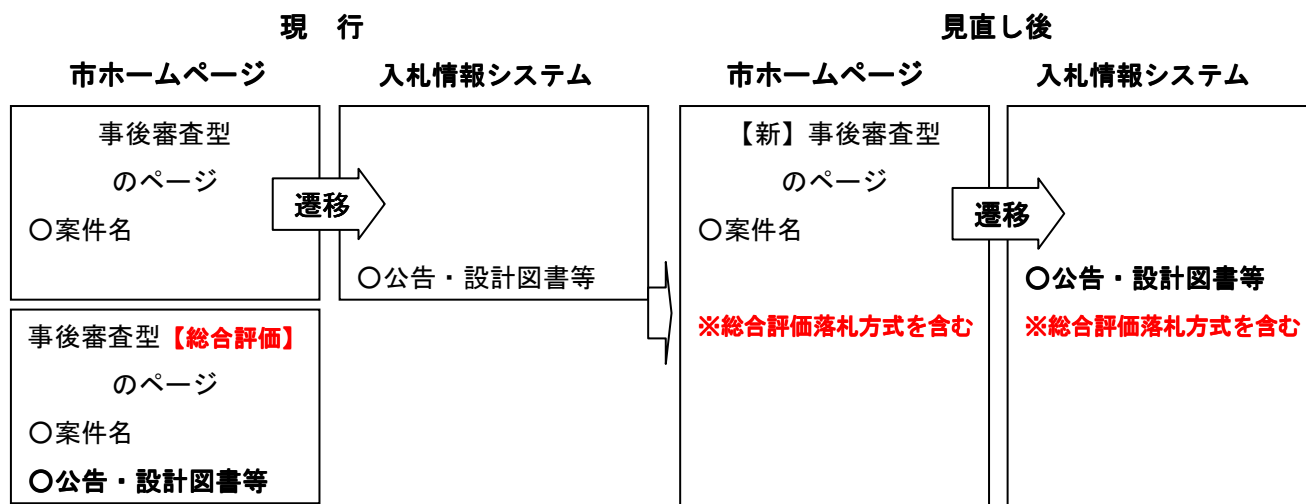 現　行
市ホームページ
入札情報システム
事後審査型
のページ
〇案件名
遷移
〇公告・設計図書等
事後審査型【総合評価】
のページ
〇案件名
〇公告・設計図書等
見直し後
市ホームページ
入札情報システム
【新】事後審査型
のページ
〇案件名
※総合評価落札方式を含む
遷移
〇公告・設計図書等
※総合評価落札方式を含む